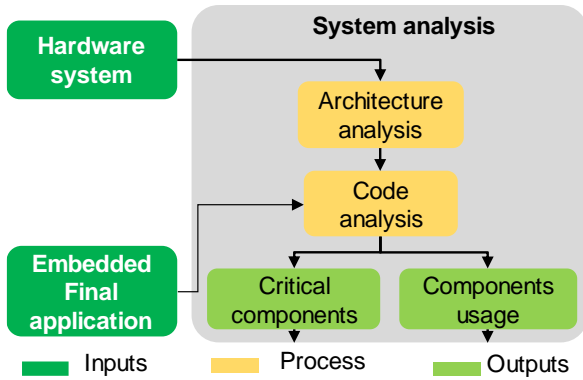 System analysis
Hardware
system
Architecture
analysis
Code
analysis
Embedded
Final
application
Critical
components
Components
usage
Inputs
Process
Outputs